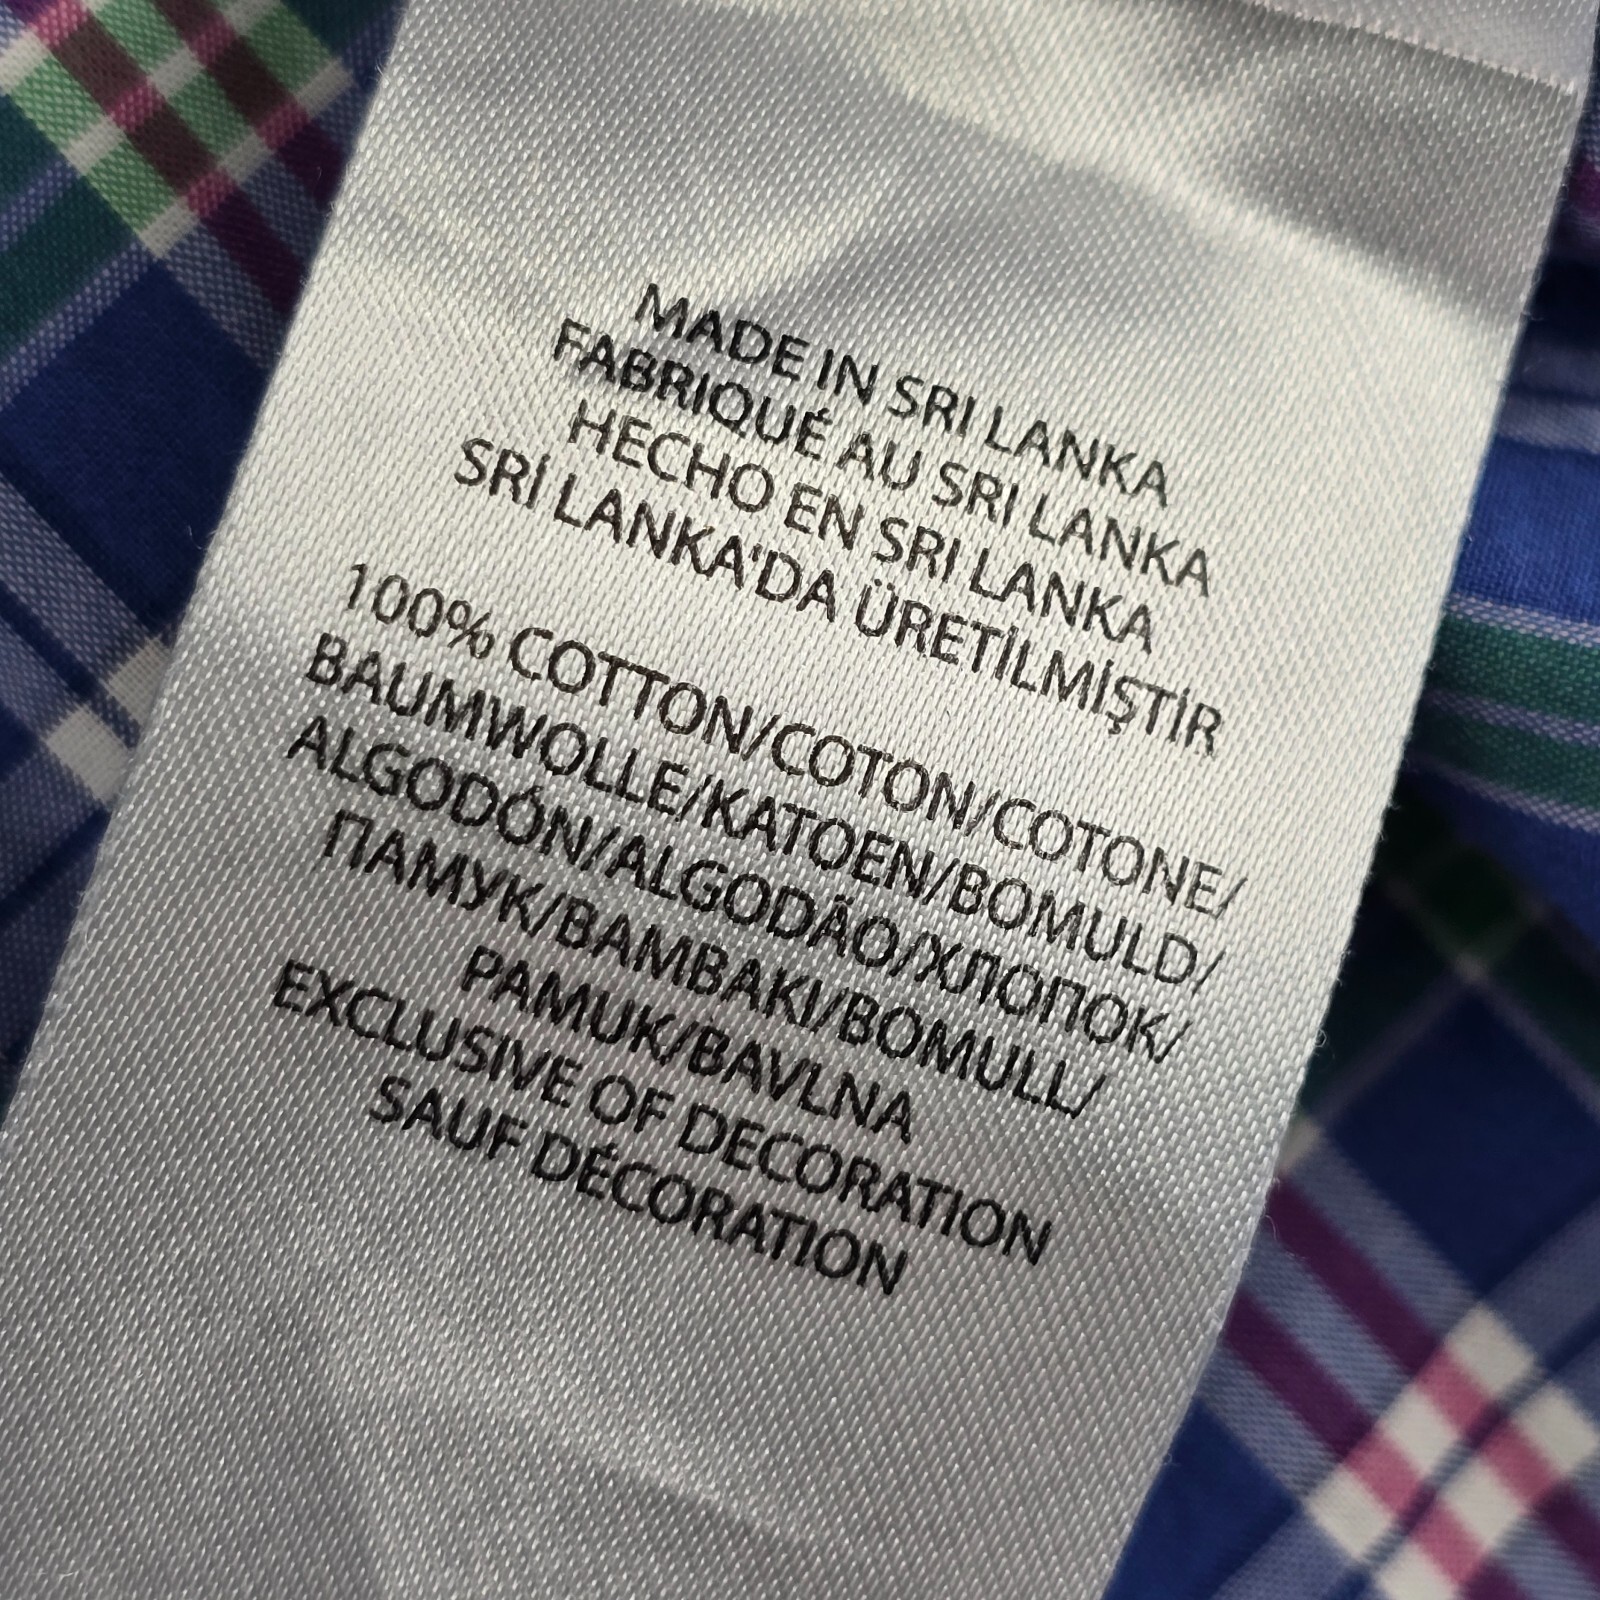 MADE IN SRI LANKA
FABRIQUÉ AU SRI LANKA
HECHO EN SRI LANKA
SRİ LANKA'DA ÜRETİLMİŞTİR
100% COTTON/COTON/COTONE/
BAUMWOLLE/KATOEN/BOMULD/
ALGODÓN/ALGODÃO/ХЛОПОК/
ПАМУК/BAMBAKI/BOMULL/
PAMUK/BAVLNA
EXCLUSIVE OF DECORATION
SAUF DÉCORATION